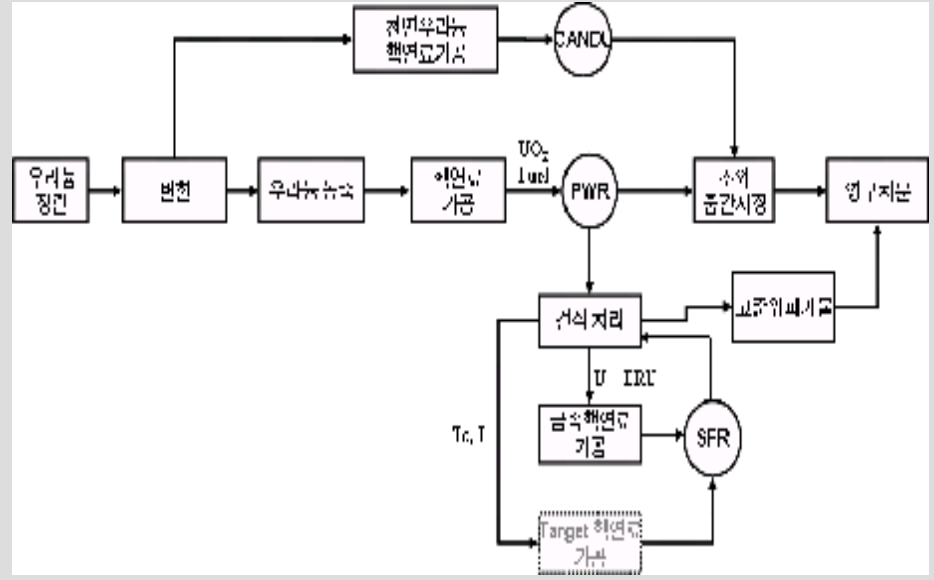 천연우라늄
핵연료가공
CANDU
우라늄
정련
변환
우라늄 농축
핵연료
가공
UO₂
Fuel
PWR
소외
중간저장
영구처분
건식 처리
고준위폐기물
U TRU
금속핵연료
가공
SFR
Tc, I
Target 핵연료
가공